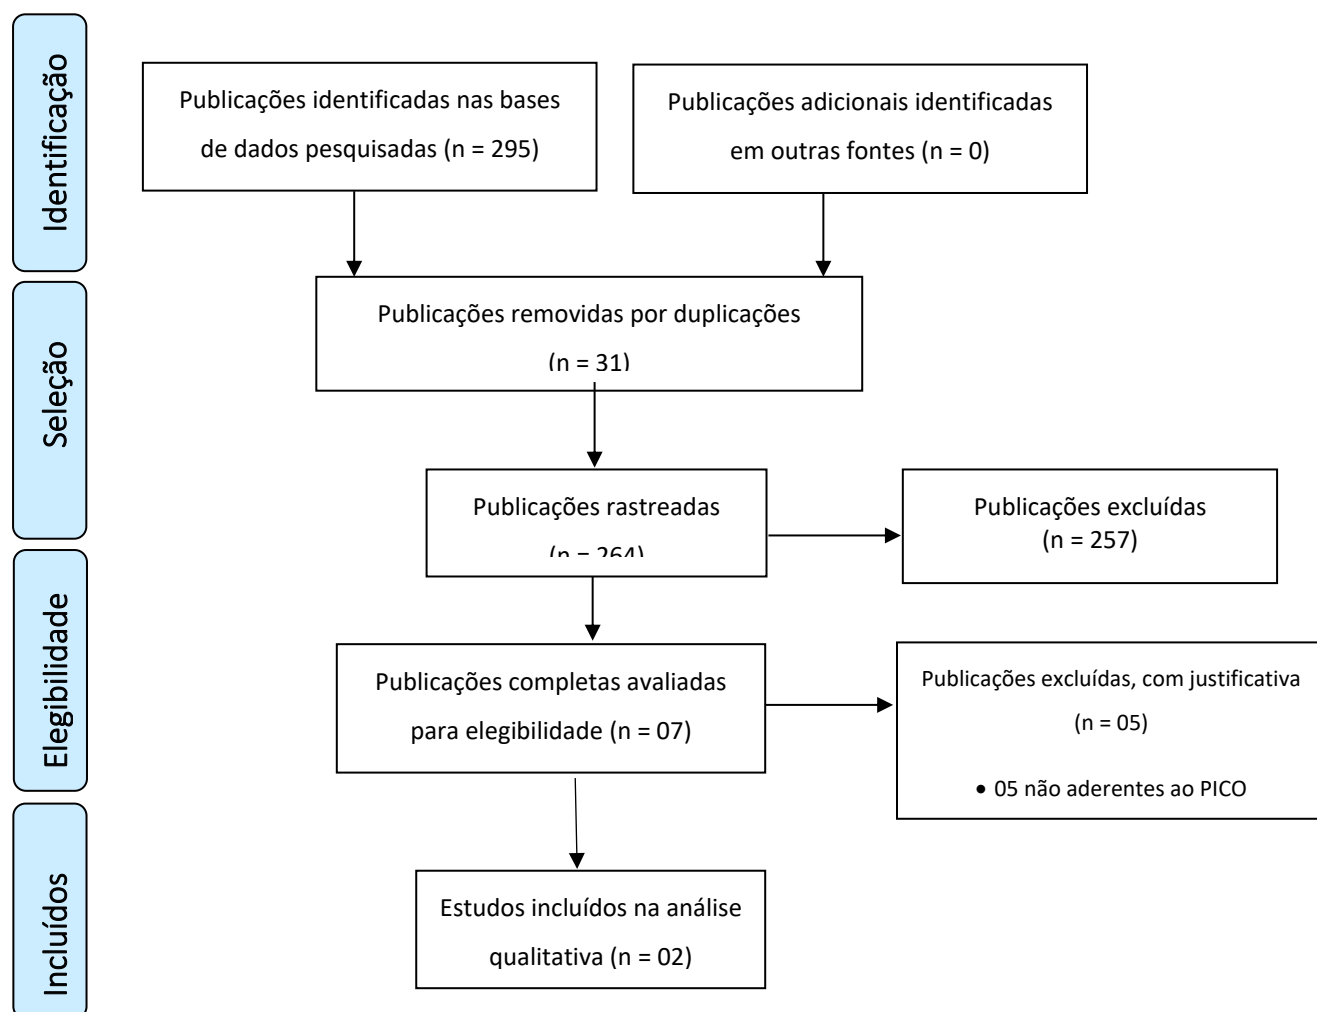 Identificação
Publicações identificadas nas bases
de dados pesquisadas (n = 295)
Publicações adicionais identificadas
em outras fontes (n = 0)
Seleção
Publicações removidas por duplicações
(n = 31)
Publicações rastreadas
(n = 264)
Publicações excluídas
(n = 257)
Elegibilidade
Publicações completas avaliadas
para elegibilidade (n = 07)
Publicações excluídas, com justificativa
(n = 05)
• 05 não aderentes ao PICO
Incluídos
Estudos incluídos na análise
qualitativa (n = 02)